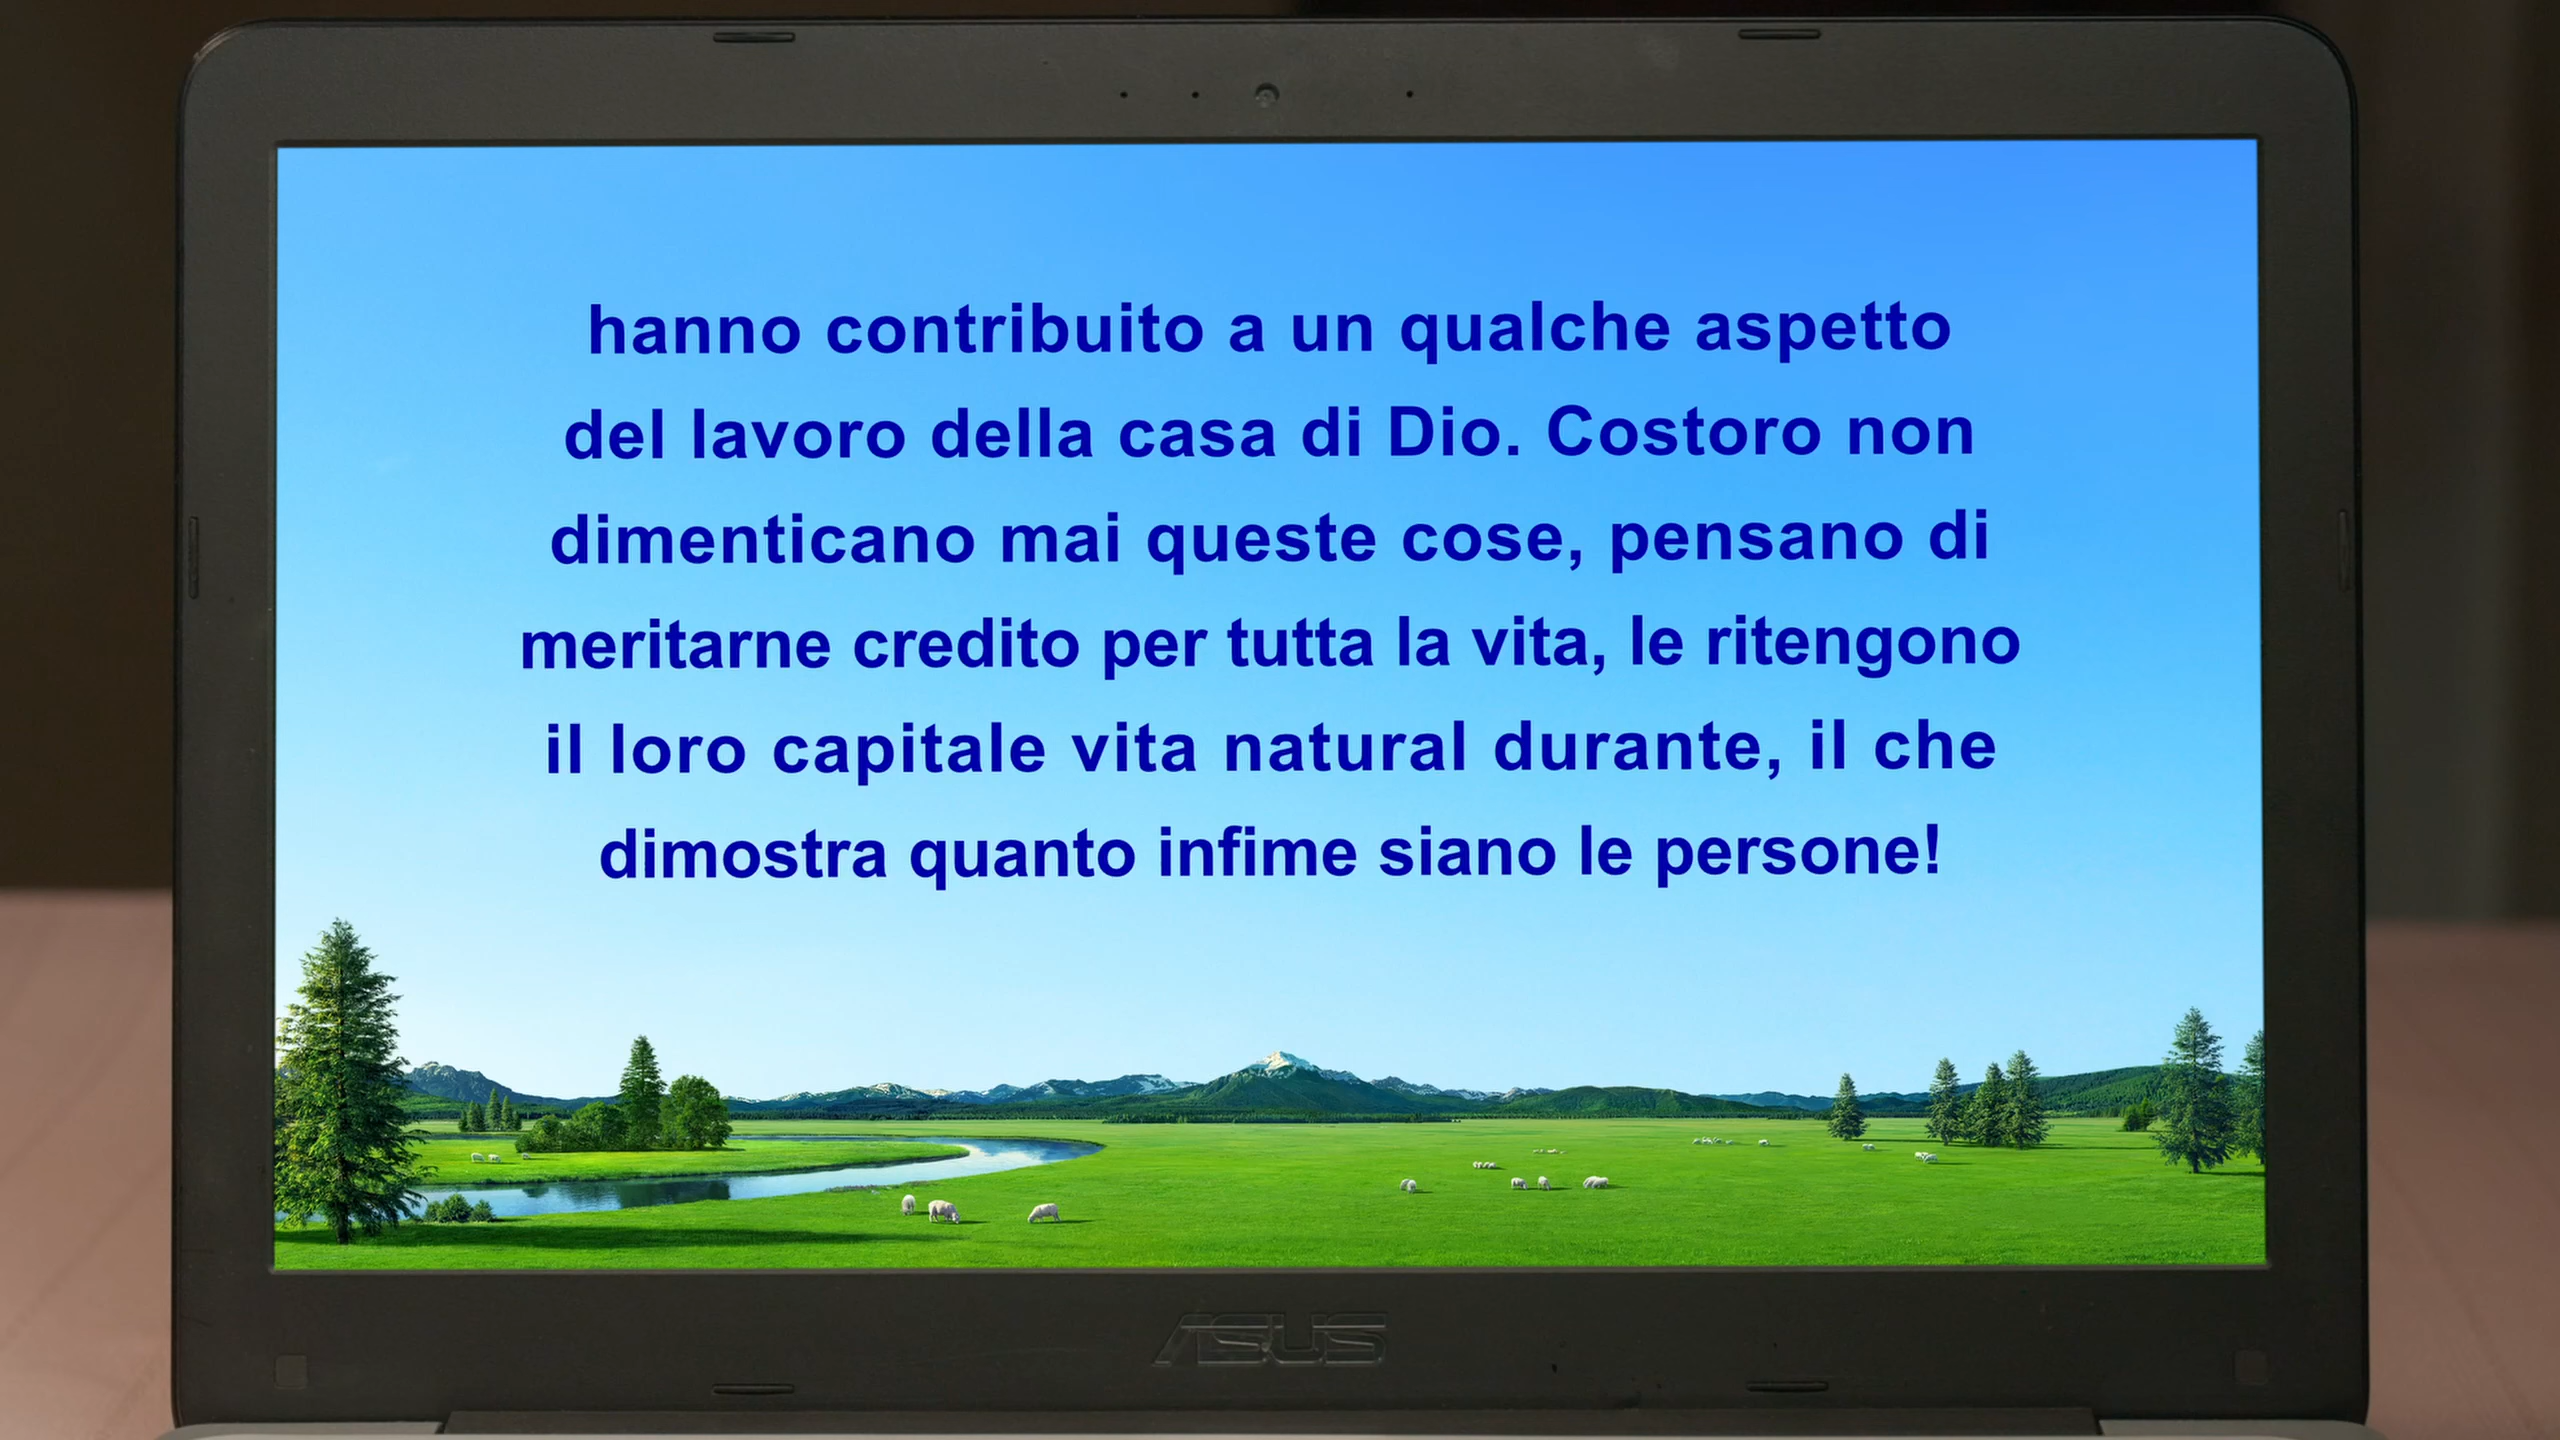 hanno contribuito a un qualche aspetto
del lavoro della casa di Dio. Costoro non
dimenticano mai queste cose, pensano di
meritarne credito per tutta la vita, le ritengono
il loro capitale vita natural durante, il che
dimostra quanto infime siano le persone!
ASUS